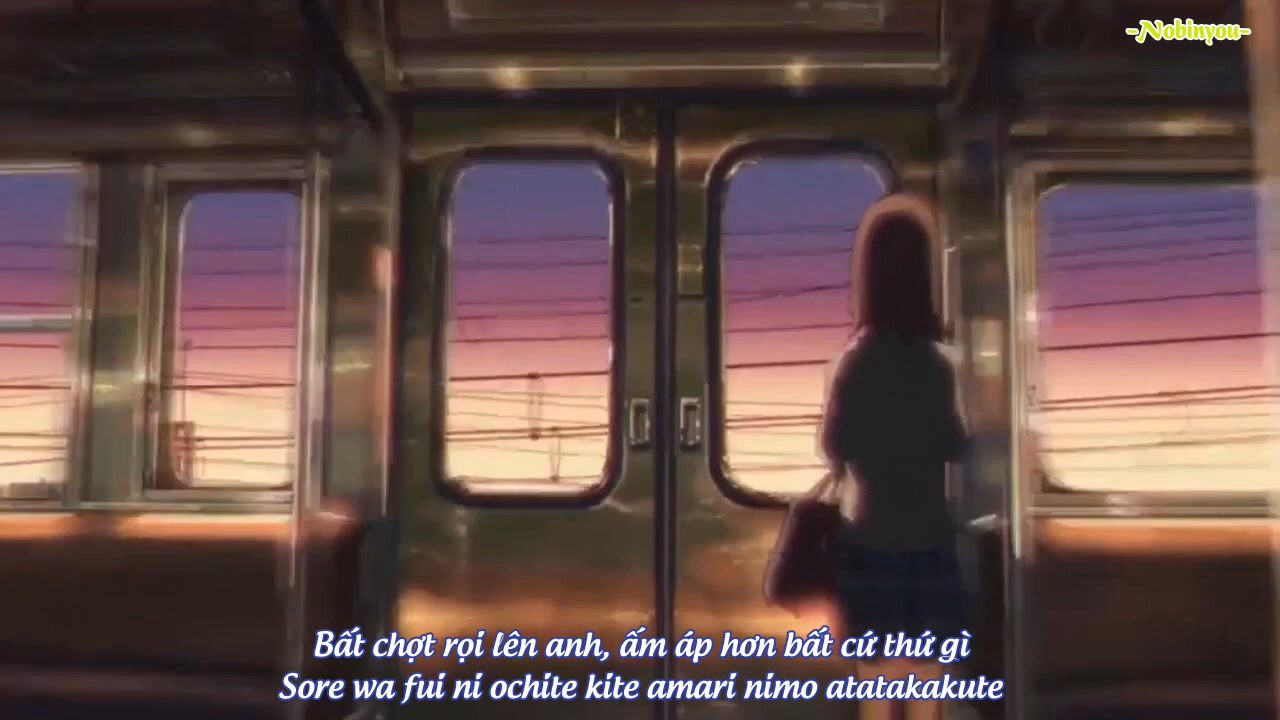 -Nobinyou-
Bất chợt rọi lên anh, ấm áp hơn bất cứ thứ gì
Sore wa fui ni ochite kite amari nimo atatakakute